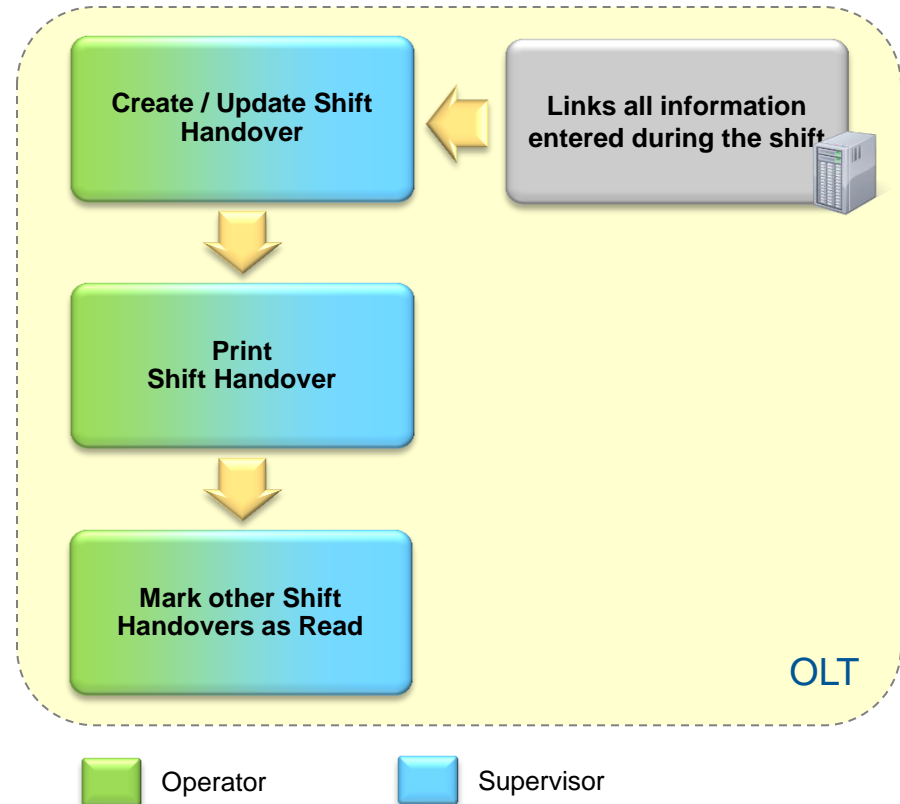 Create / Update Shift
Handover
Links all information
entered during the shift
Print
Shift Handover
Mark other Shift
Handovers as Read
OLT
Operator
Supervisor